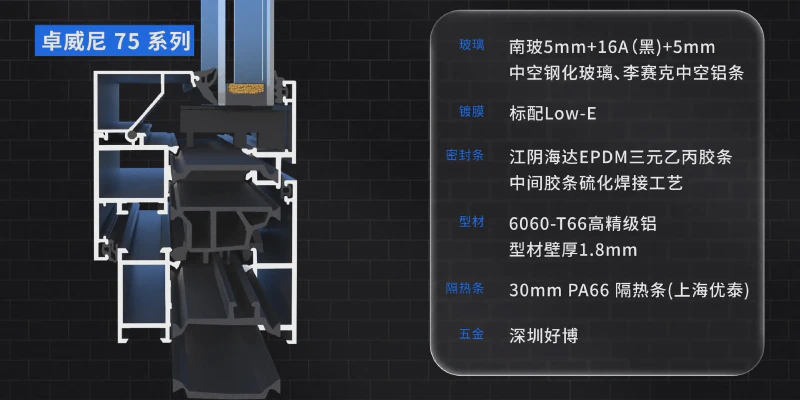 卓威尼 75 系列
玻璃
南玻5mm+16A(黑)+5mm
中空钢化玻璃、李赛克中空铝条
镀膜
标配Low-E
密封条
江阴海达EPDM三元乙丙胶条
中间胶条硫化焊接工艺
型材
6060-T66高精级铝
型材壁厚1.8mm
隔热条
30mm PA66 隔热条(上海优泰)
五金
深圳好博